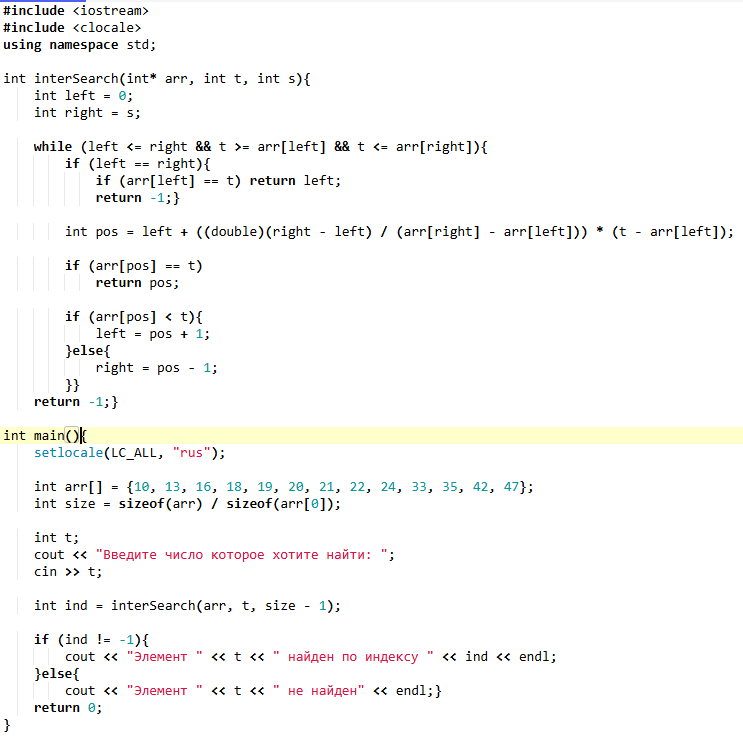 #include <iostream>
#include <clocale>
using namespace std;

int interSearch(int* arr, int t, int s){
    int left = 0;
    int right = s;

    while (left <= right && t >= arr[left] && t <= arr[right]){
        if (left == right){
            if (arr[left] == t) return left;
            return -1;}

        int pos = left + ((double)(right - left) / (arr[right] - arr[left])) * (t - arr[left]);

        if (arr[pos] == t)
            return pos;

        if (arr[pos] < t){
            left = pos + 1;
        }else{
            right = pos - 1;
        }}
    return -1;}

int main(){
    setlocale(LC_ALL, "rus");

    int arr[] = {10, 13, 16, 18, 19, 20, 21, 22, 24, 33, 35, 42, 47};
    int size = sizeof(arr) / sizeof(arr[0]);

    int t;
    cout << "Введите число которое хотите найти: ";
    cin >> t;

    int ind = interSearch(arr, t, size - 1);

    if (ind != -1){
        cout << "Элемент " << t << " найден по индексу " << ind << endl;
    }else{
        cout << "Элемент " << t << " не найден" << endl;}
    return 0;
}